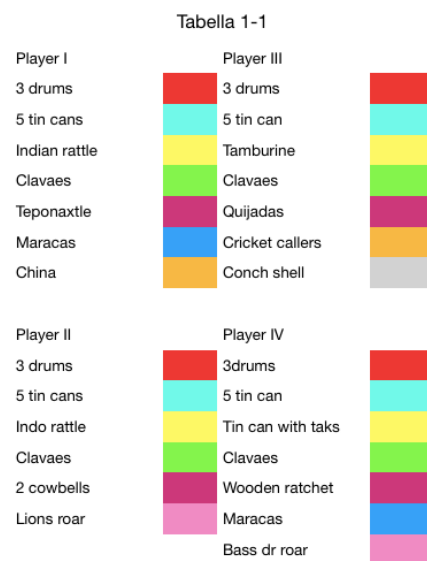 Tabella 1-1
Player I
3 drums
5 tin cans
Indian rattle
Clavaes
Teponaxtle
Maracas
China
Player III
3 drums
5 tin can
Tamburine
Clavaes
Quijadas
Cricket callers
Conch shell
Player II
3 drums
5 tin cans
Indo rattle
Clavaes
2 cowbells
Lions roar
Player IV
3drums
5 tin can
Tin can with taks
Clavaes
Wooden ratchet
Maracas
Bass dr roar